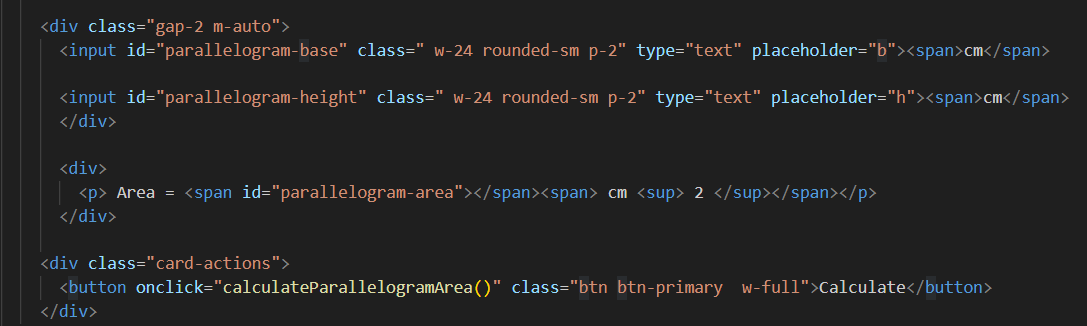 <div class="gap-2 m-auto">
<input id="parallelogram-base" class=" w-24 rounded-sm p-2" type="text" placeholder="b"><span>cm</span>
<input id="parallelogram-height" class=" w-24 rounded-sm p-2" type="text" placeholder="h"><span>cm</span>
</div>
<div>
<p> Area = <span id="parallelogram-area"></span><span> cm <sup> 2 </sup></span></p>
</div>
<div class="card-actions">
<button onclick="calculateParallelogramArea()" class="btn btn-primary  w-full">Calculate</button>
</div>